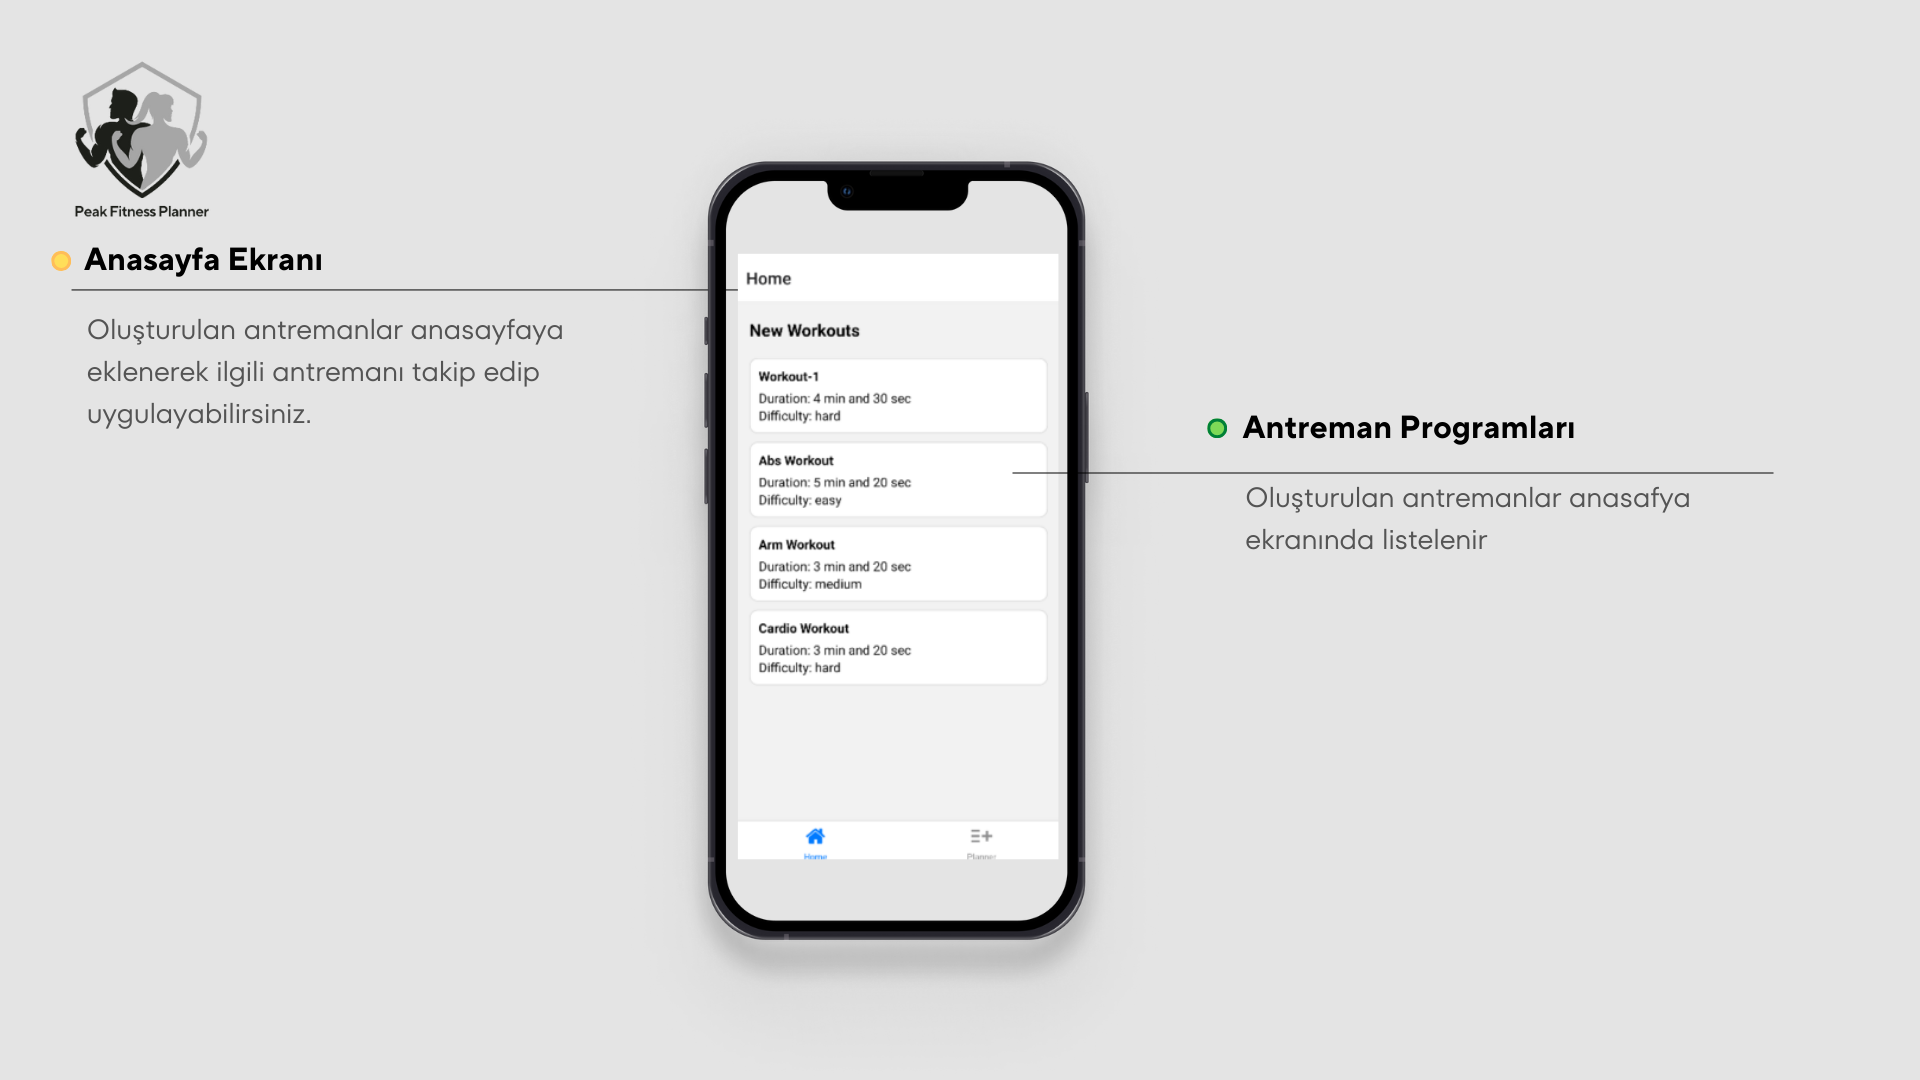 Peak Fitness Planner
Anasayfa Ekranı
Oluşturulan antremanlar anasayfaya
eklenerek ilgili antremanı takip edip
uygulayabilirsiniz.
Home
New Workouts
Workout-1
Duration: 4 min and 30 sec
Difficulty: hard
Abs Workout
Duration: 5 min and 20 sec
Difficulty: easy
Arm Workout
Duration: 3 min and 20 sec
Difficulty: medium
Cardio Workout
Duration: 3 min and 20 sec
Difficulty: hard
Home
Planner
Antreman Programları
Oluşturulan antremanlar anasafya
ekranında listelenir